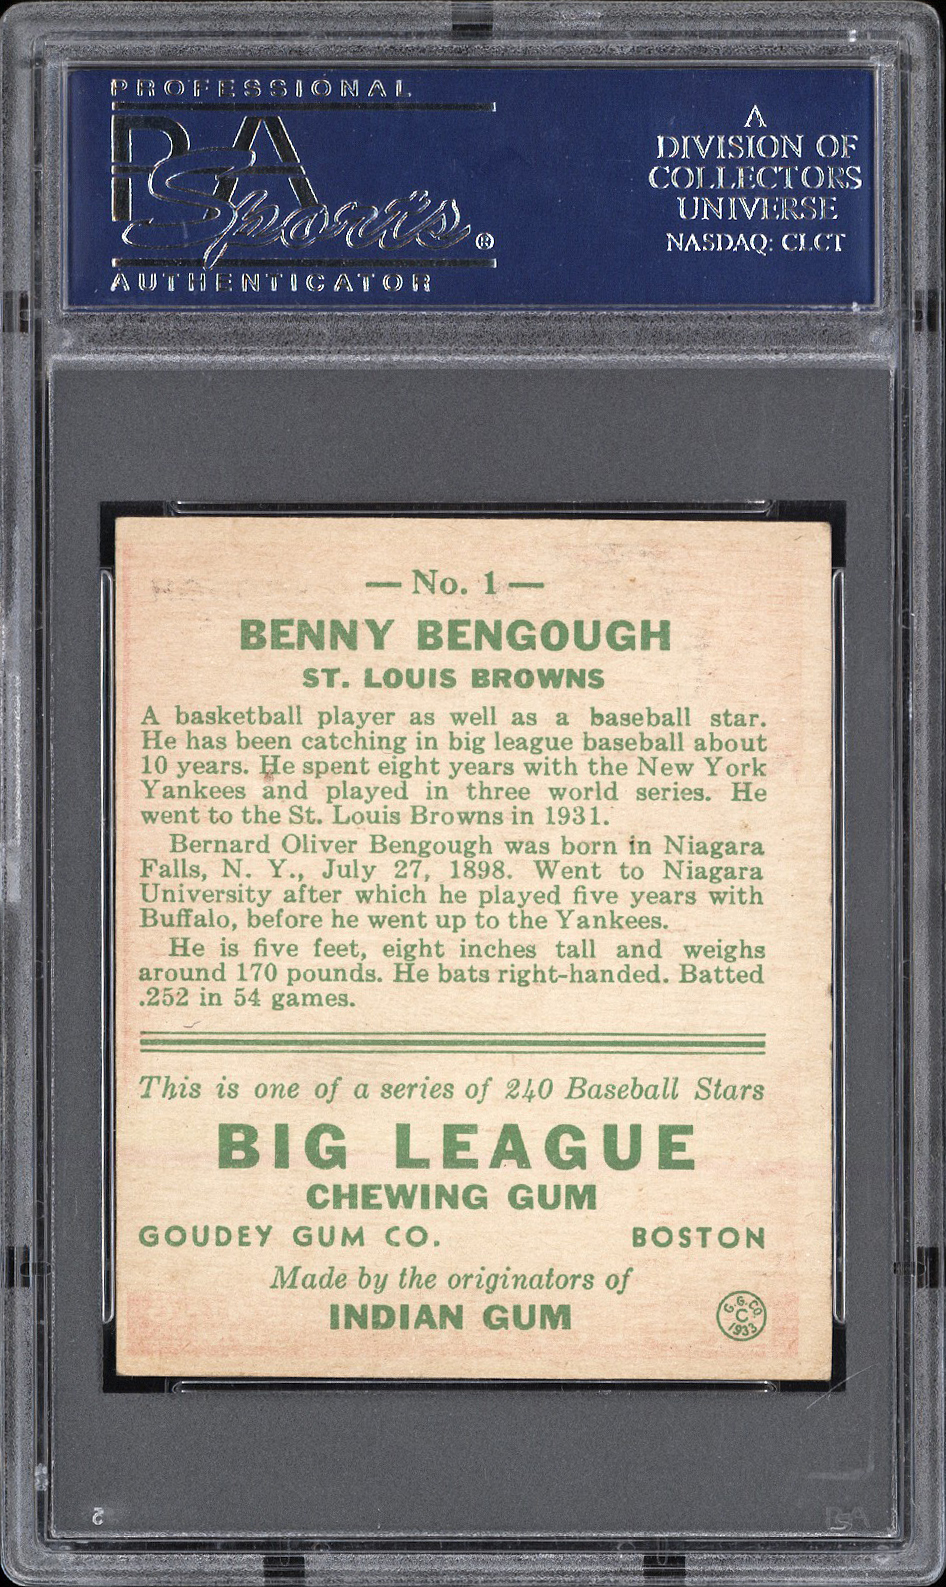 PROFESSIONAL
PSA
Sports®
AUTHENTICATOR
A
DIVISION OF
COLLECTORS
UNIVERSE
NASDAQ: CLCT
— No. 1 —
BENNY BENGOUGH
ST. LOUIS BROWNS
A basketball player as well as a baseball star.
He has been catching in big league baseball about
10 years. He spent eight years with the New York
Yankees and played in three world series. He
went to the St. Louis Browns in 1931.
Bernard Oliver Bengough was born in Niagara
Falls, N. Y., July 27, 1898. Went to Niagara
University after which he played five years with
Buffalo, before he went up to the Yankees.
He is five feet, eight inches tall and weighs
around 170 pounds. He bats right-handed. Batted
.252 in 54 games.
This is one of a series of 240 Baseball Stars
BIG LEAGUE
CHEWING GUM
GOUDEY GUM CO. BOSTON
Made by the originators of
INDIAN GUM
G.G.CO.
C
1933
PSA